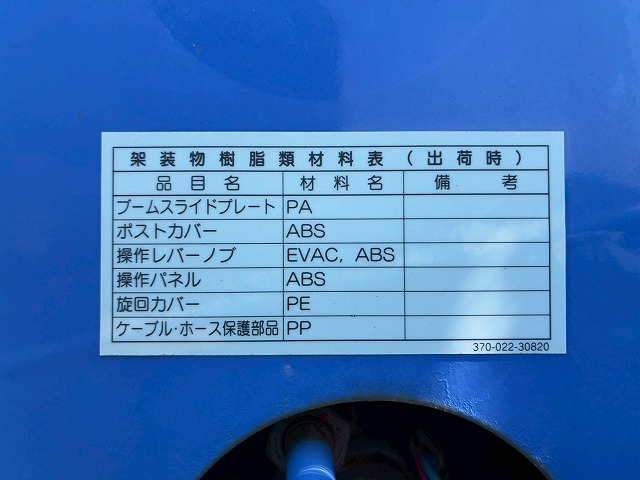 架装物樹脂類材料表(出荷時)
品目名 材料名 備考
ブームスライドプレート PA
ポストカバー ABS
操作レバーノブ EVAC, ABS
操作パネル ABS
旋回カバー PE
ケーブル・ホース保護部品 PP
370-022-30820